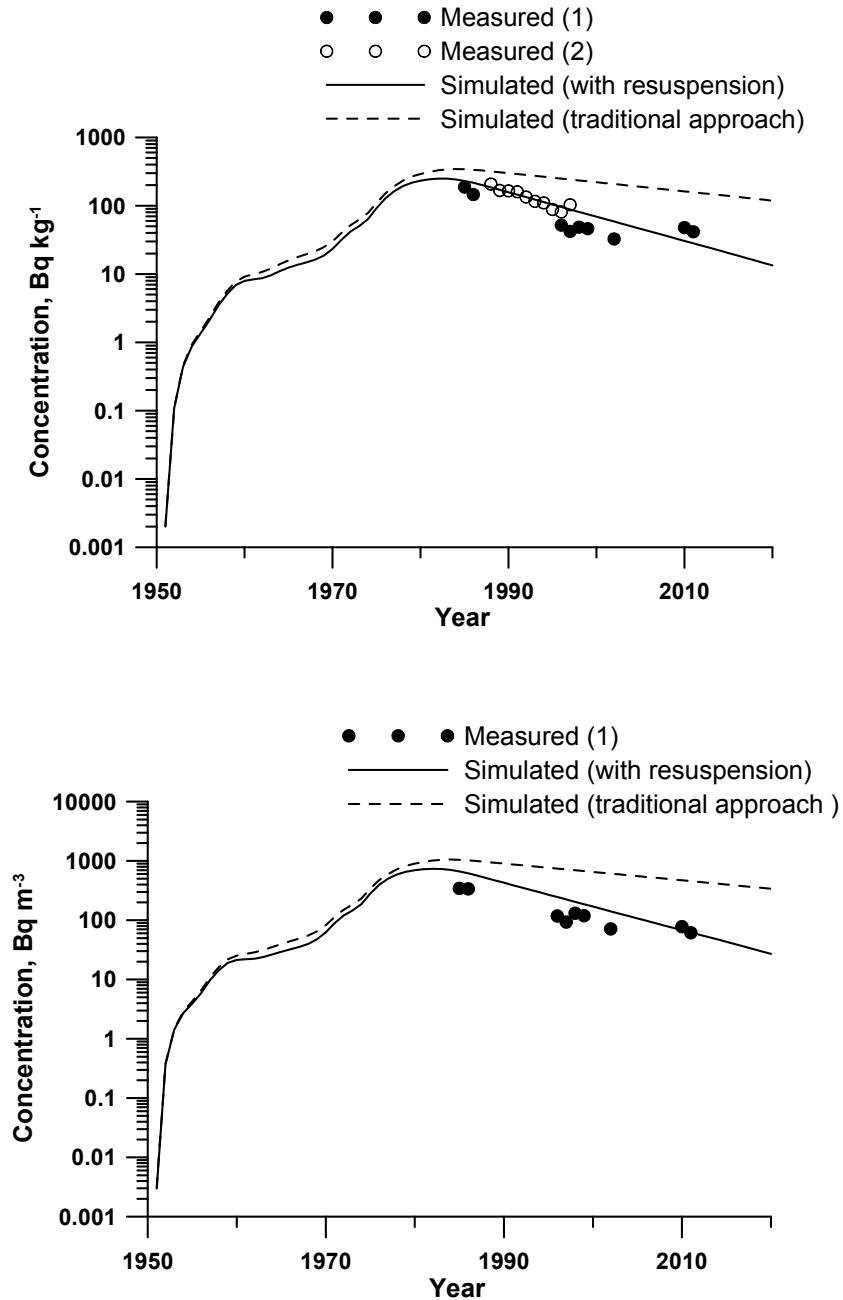 Measured (1)
Measured (2)
Simulated (with resuspension)
Simulated (traditional approach)
1000
100
10
1
0.1
0.01
0.001
Concentration, Bq kg-1
1950 1970 1990 2010
Year
Measured (1)
Simulated (with resuspension)
Simulated (traditional approach )
10000
1000
100
10
1
0.1
0.01
0.001
Concentration, Bq m-3
1950 1970 1990 2010
Year